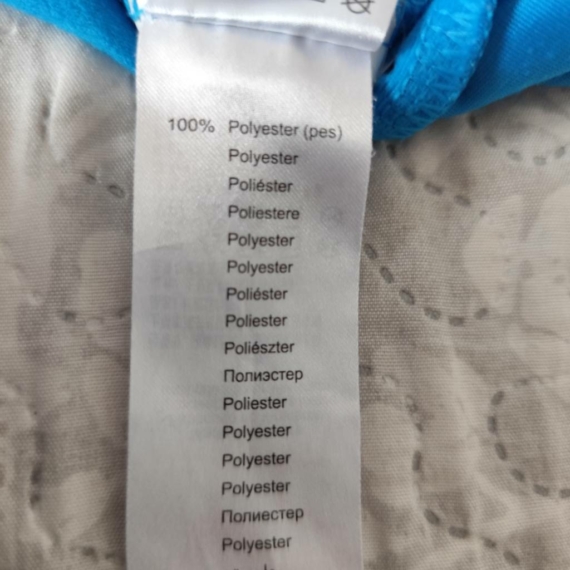 100% Polyester (pes)
Polyester
Poliéster
Poliestere
Polyester
Polyester
Poliéster
Poliester
Poliészter
Полиэстер
Poliester
Polyester
Polyester
Polyester
Полиестер
Polyester